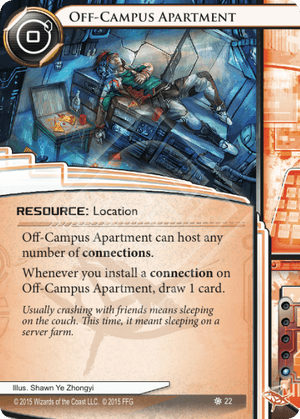 Off-Campus Apartment
0
RESOURCE: Location
Off-Campus Apartment can host any
number of connections.
Whenever you install a connection on
Off-Campus Apartment, draw 1 card.
Usually crashing with friends means sleeping
on the couch. This time, it meant sleeping on a
server farm.
Illus. Shawn Ye Zhongyi
© 2015 Wizards of the Coast LLC. © 2015 FFG
22